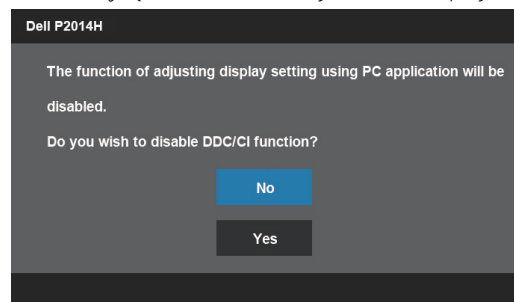 Dell P2014H
The function of adjusting display setting using PC application will be
disabled.
Do you wish to disable DDC/CI function?
No
Yes